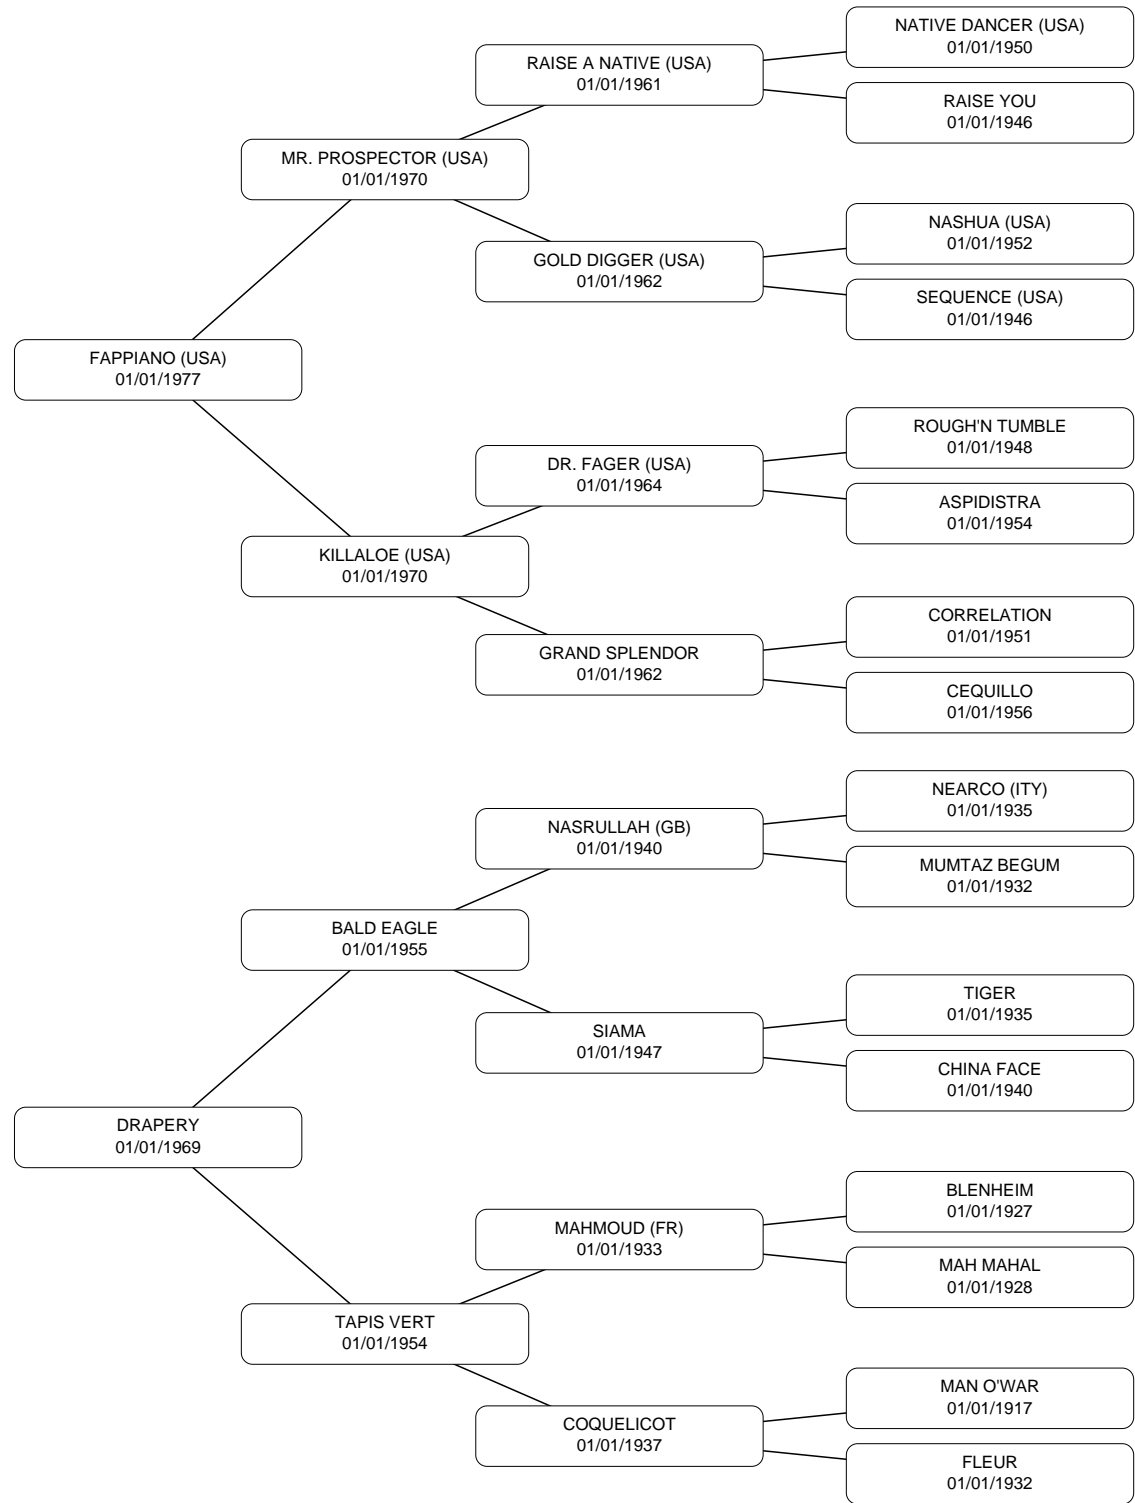 NATIVE DANCER (USA)
01/01/1950
RAISE A NATIVE (USA)
01/01/1961
RAISE YOU
01/01/1946
MR. PROSPECTOR (USA)
01/01/1970
NASHUA (USA)
01/01/1952
GOLD DIGGER (USA)
01/01/1962
SEQUENCE (USA)
01/01/1946
FAPPIANO (USA)
01/01/1977
ROUGH'N TUMBLE
01/01/1948
DR. FAGER (USA)
01/01/1964
ASPIDISTRA
01/01/1954
KILLALOE (USA)
01/01/1970
CORRELATION
01/01/1951
GRAND SPLENDOR
01/01/1962
CEQUILLO
01/01/1956
NEARCO (ITY)
01/01/1935
NASRULLAH (GB)
01/01/1940
MUMTAZ BEGUM
01/01/1932
BALD EAGLE
01/01/1955
TIGER
01/01/1935
SIAMA
01/01/1947
CHINA FACE
01/01/1940
DRAPERY
01/01/1969
BLENHEIM
01/01/1927
MAHMOUD (FR)
01/01/1933
MAH MAHAL
01/01/1928
TAPIS VERT
01/01/1954
MAN O'WAR
01/01/1917
COQUELICOT
01/01/1937
FLEUR
01/01/1932